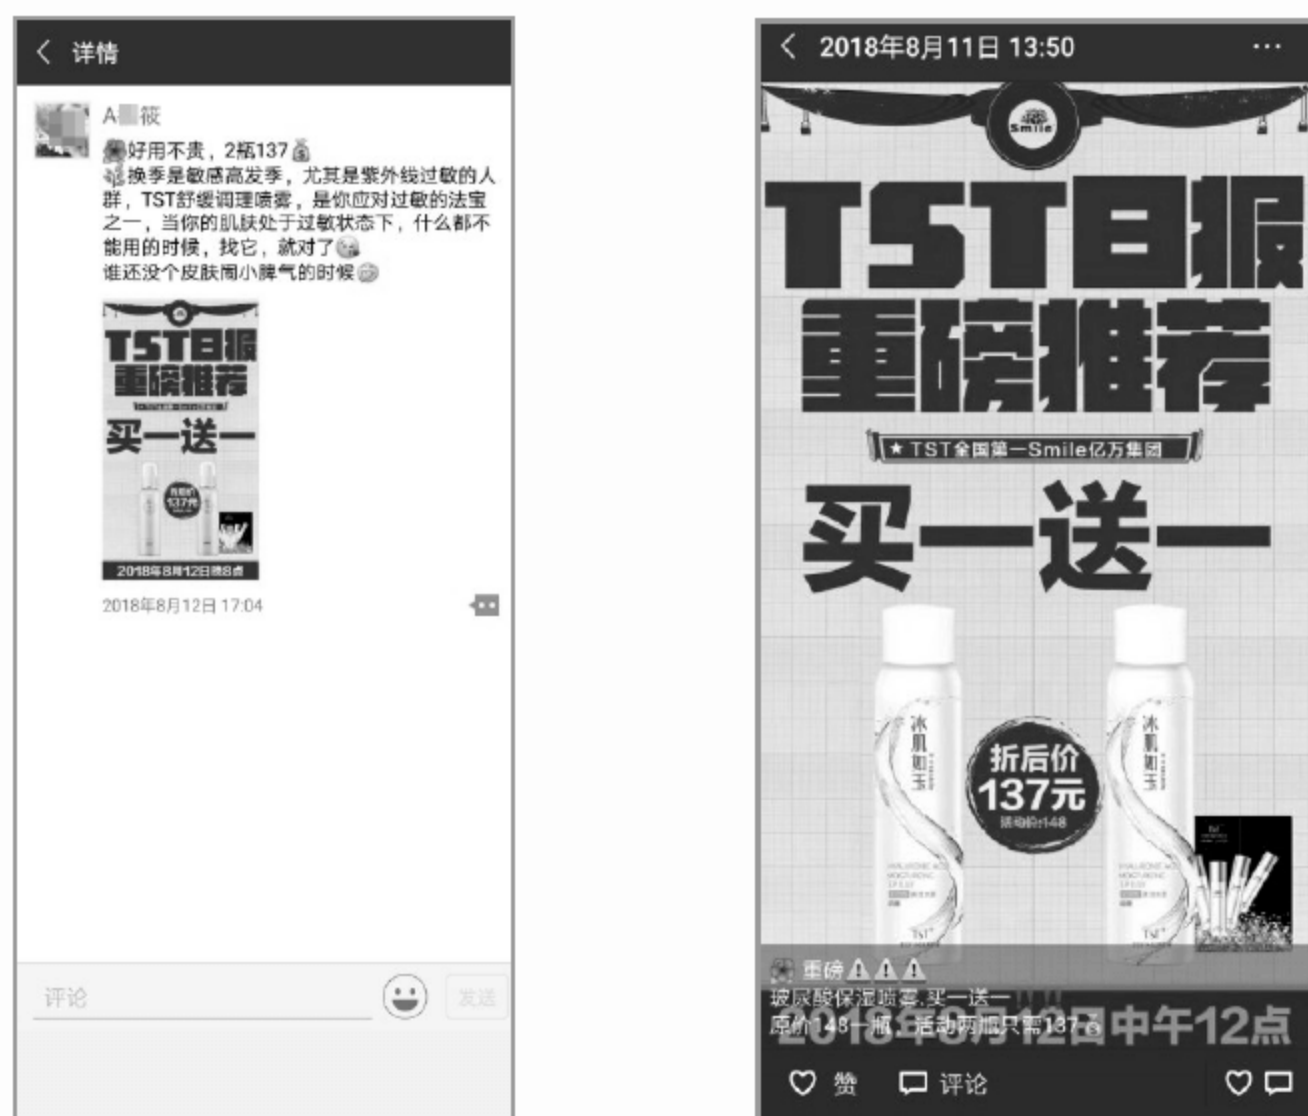 详情
A 筱
好用不贵，2瓶137
换季是敏感高发季，尤其是紫外线过敏的人
群，TST舒缓调理喷雾，是你应对过敏的法宝
之一，当你的肌肤处于过敏状态下，什么都不
能用的时候，找它，就对了
谁还没个皮肤闹小脾气的时候
TST日报
重磅推荐
买一送一
137元
2018年8月12日晚8点
2018年8月12日 17:04
评论
发送
2018年8月11日 13:50
Smile
TST日报
重磅推荐
★ TST全国第一Smile亿万集团
买一送一
冰肌如玉
折后价
137元
活动价:148
冰肌如玉
TST
TST
重磅
玻尿酸保湿喷雾,买一送一
原价148一瓶，活动两瓶只需137
2018年8月12日中午12点
赞
评论